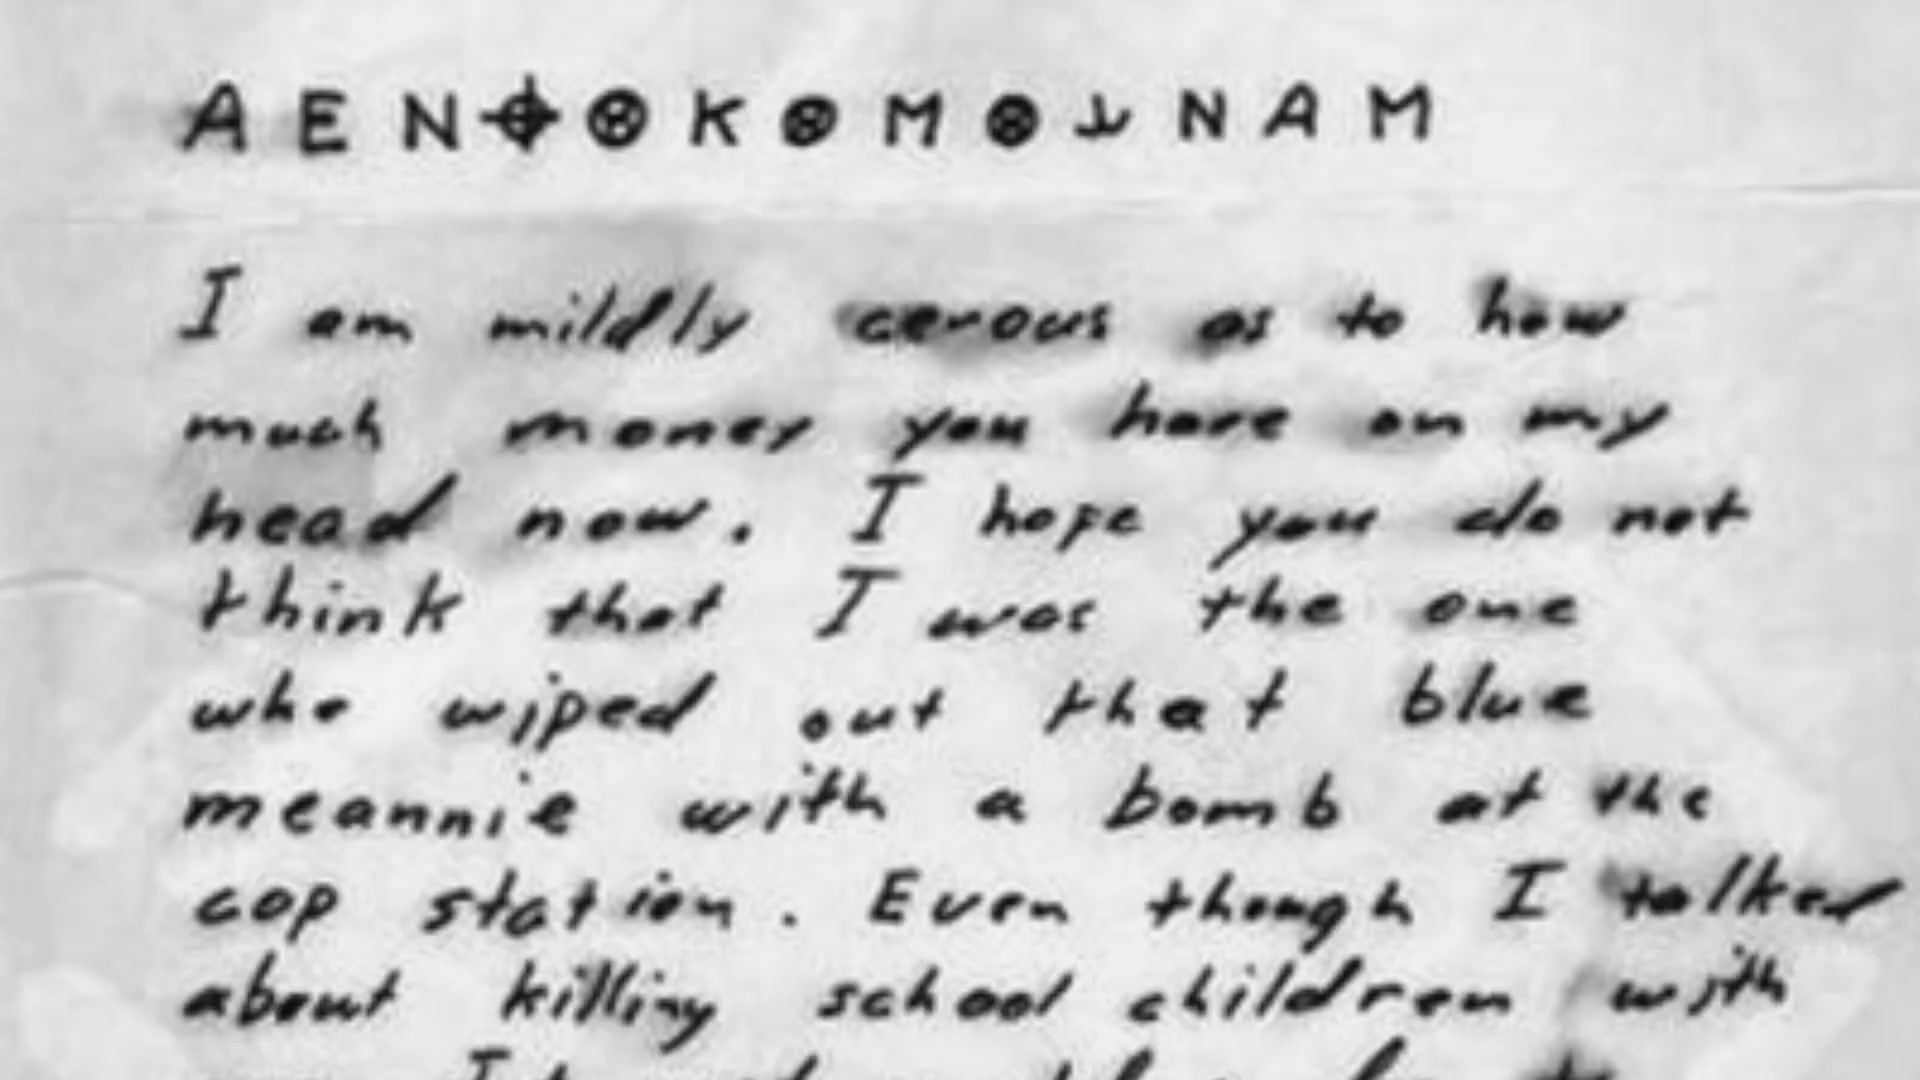 A E N ⌖ ⊗ K ⊗ M ⊗ N A M
I am mildly cerous as to how
much money you have on my
head now. I hope you do not
think that I was the one
who wiped out that blue
meannie with a bomb at the
cop station. Even though I talked
about killing school children with